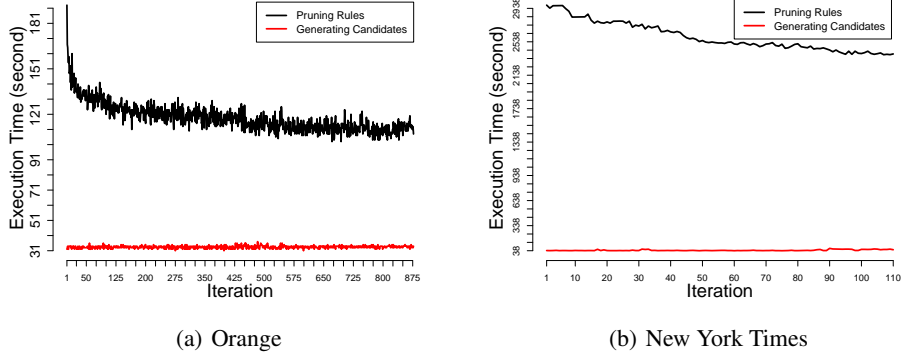 Execution Time (second)
31 51 71 91 121 151 181
Pruning Rules
Generating Candidates
1 50 125 200 275 350 425 500 575 650 725 800 875
Iteration
(a) Orange
Execution Time (second)
38 338 638 938 1338 1738 2138 2538 2938
Pruning Rules
Generating Candidates
1 10 20 30 40 50 60 70 80 90 100 110
Iteration
(b) New York Times